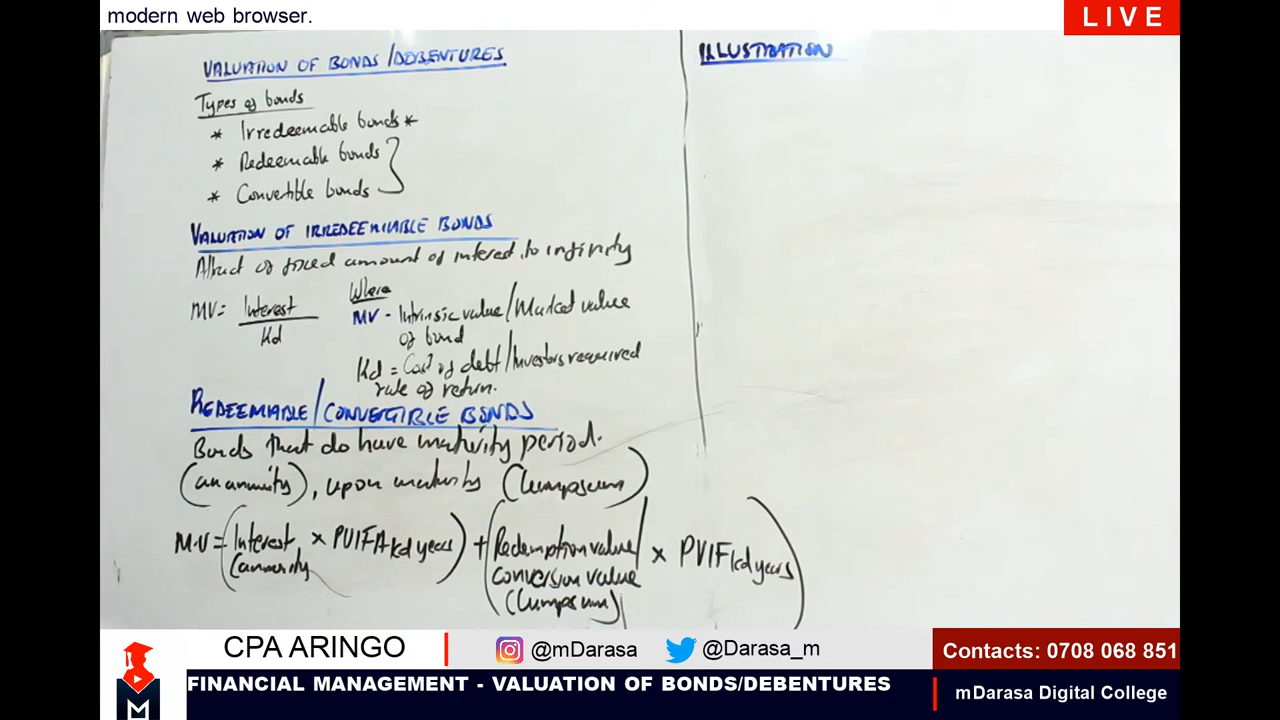 modern web browser.
LIVE
VALUATION OF BONDS/DEBENTURES
Types of bonds
* Irredeemable bonds *
* Redeemable bonds
* Convertible bonds
VALUATION OF IRREDEEMABLE BONDS
of fixed amount of interest to infinity
MV = Interest
Kd
Where
MV - Intrinsic value/Market value
of bond
Kd = Cost of debt/Investors required
rate of return.
REDEEMABLE/CONVERTIBLE BONDS
Bonds that do have maturity period.
(an annuity), upon maturity (Lumpsum)
M.V = (Interest × PVIFA kd years) + (Redemption value/ × PVIF kd years)
(annuity
conversion value
(Lumpsum)
ILLUSTRATION
CPA ARINGO
@mDarasa
@Darasa_m
Contacts: 0708 068 851
M
FINANCIAL MANAGEMENT - VALUATION OF BONDS/DEBENTURES
mDarasa Digital College